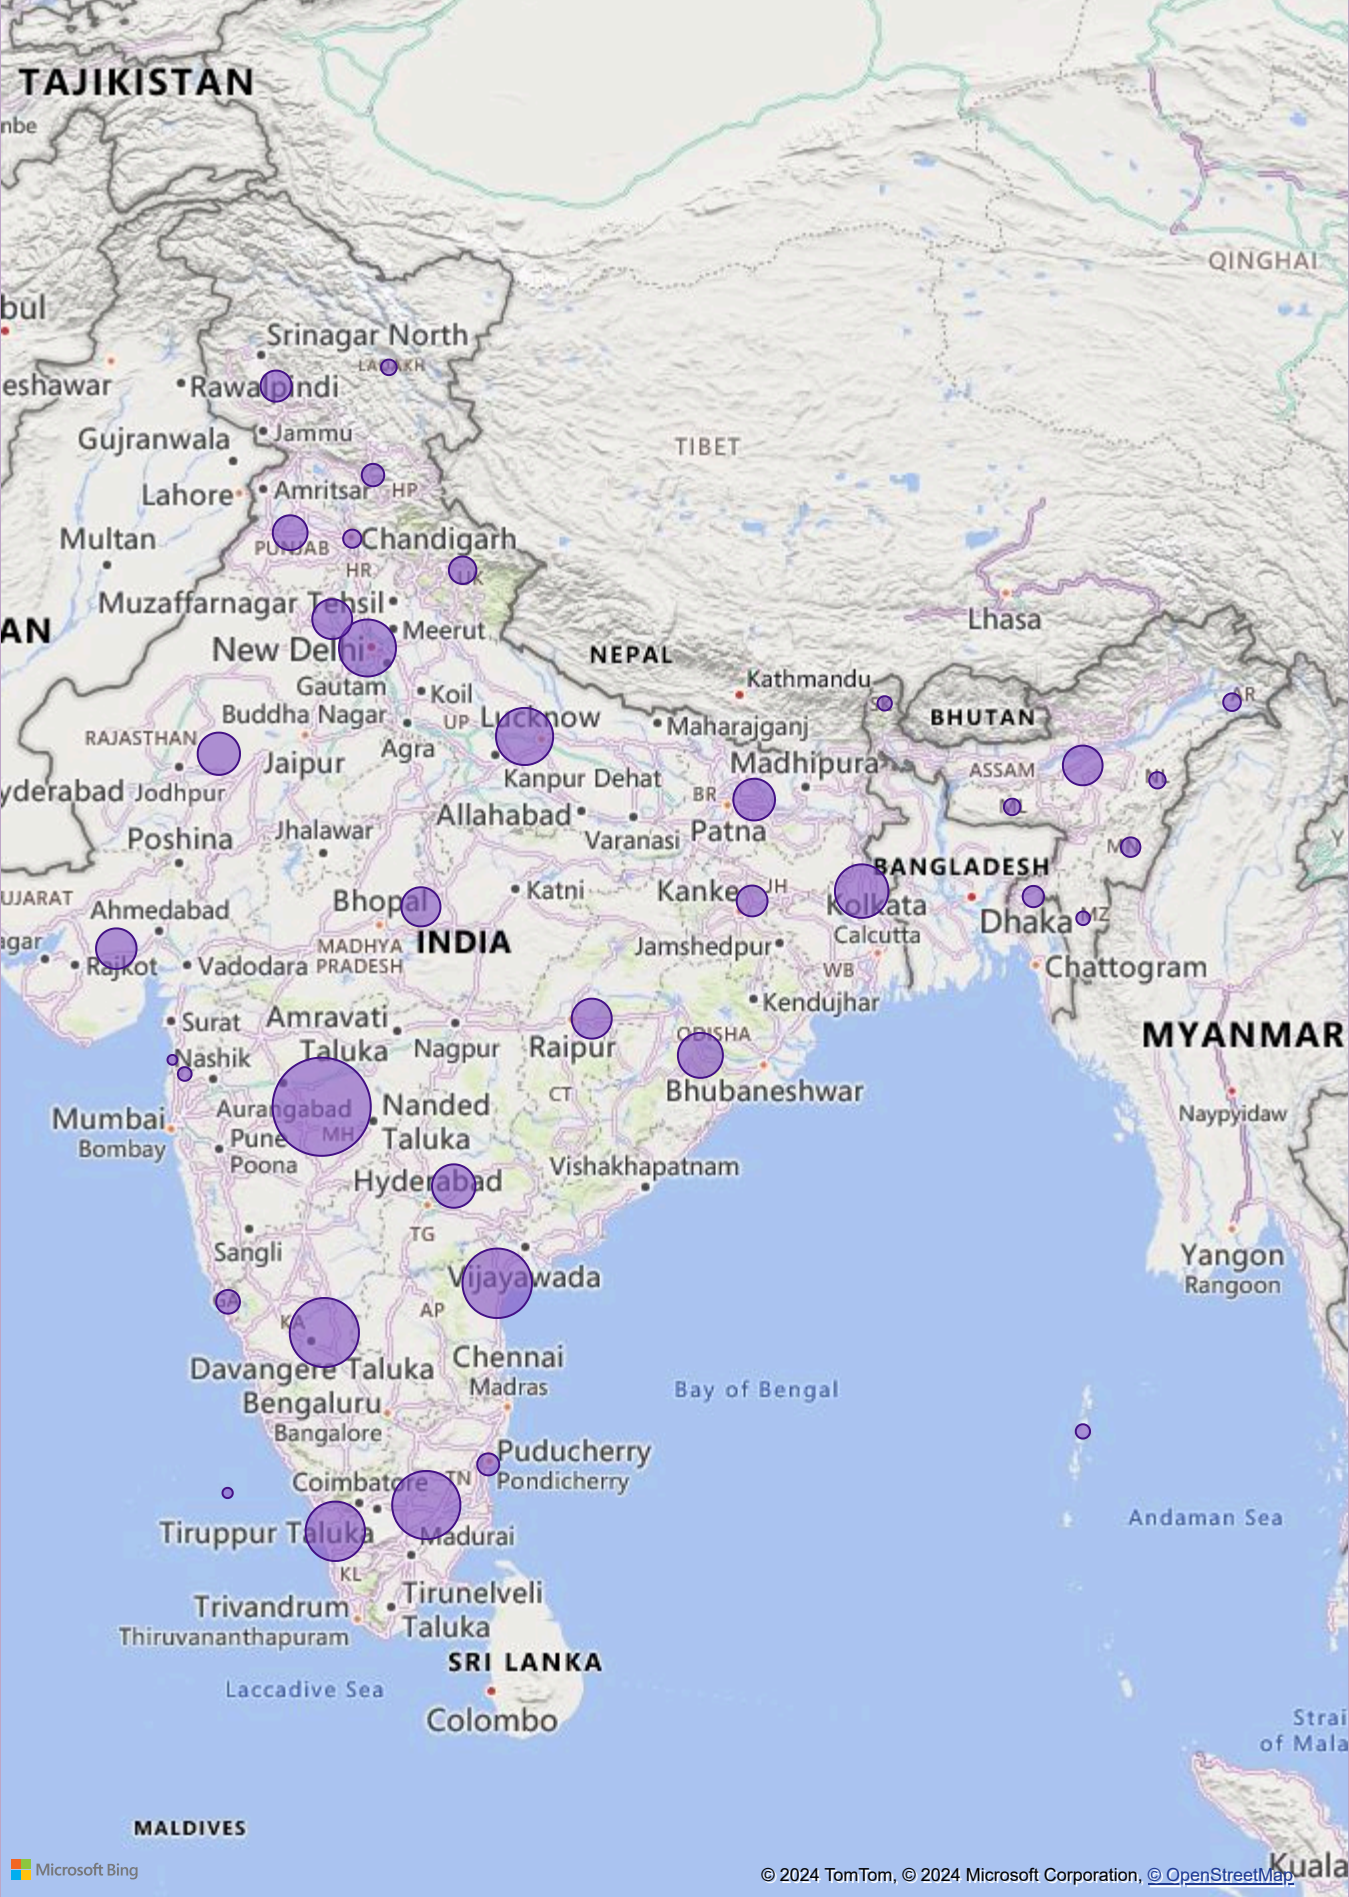 TAJIKISTAN
nbe
QINGHAI
bul
Srinagar North
LADAKH
eshawar
Rawalpindi
Gujranwala
Jammu
TIBET
Lahore
Amritsar
HP
Multan
PUNJAB
Chandigarh
HR
UK
Muzaffarnagar Tehsil
Lhasa
AN
New Delhi
Meerut
NEPAL
Gautam
Buddha Nagar
Koil
Kathmandu
AR
UP
Lucknow
Maharajganj
BHUTAN
RAJASTHAN
Agra
Jaipur
Madhipura
ASSAM
Kanpur Dehat
yderabad
Jodhpur
BR
Allahabad
Patna
Poshina
Jhalawar
Varanasi
MN
Y
BANGLADESH
UJARAT
Bhopal
Katni
Kanke
JH
Kolkata
Calcutta
Ahmedabad
Dhaka
MZ
agar
INDIA
MADHYA
PRADESH
Jamshedpur
Rajkot
Vadodara
WB
Chattogram
Kendujhar
Surat
Amravati
Taluka
Nagpur
Raipur
ODISHA
MYANMAR
Nashik
Bhubaneshwar
CT
Aurangabad
MH
Nanded
Taluka
Naypyidaw
Mumbai
Bombay
Pune
Poona
Vishakhapatnam
Hyderabad
TG
Sangli
Yangon
Rangoon
Vijayawada
GA
AP
KA
Davangere Taluka
Chennai
Madras
Bay of Bengal
Bengaluru
Bangalore
Puducherry
Pondicherry
Coimbatore
TN
Andaman Sea
Tiruppur Taluka
Madurai
KL
Trivandrum
Thiruvananthapuram
Tirunelveli
Taluka
SRI LANKA
Laccadive Sea
Colombo
Strai
of Mala
MALDIVES
Microsoft Bing
Kuala
© 2024 TomTom, © 2024 Microsoft Corporation, © OpenStreetMap